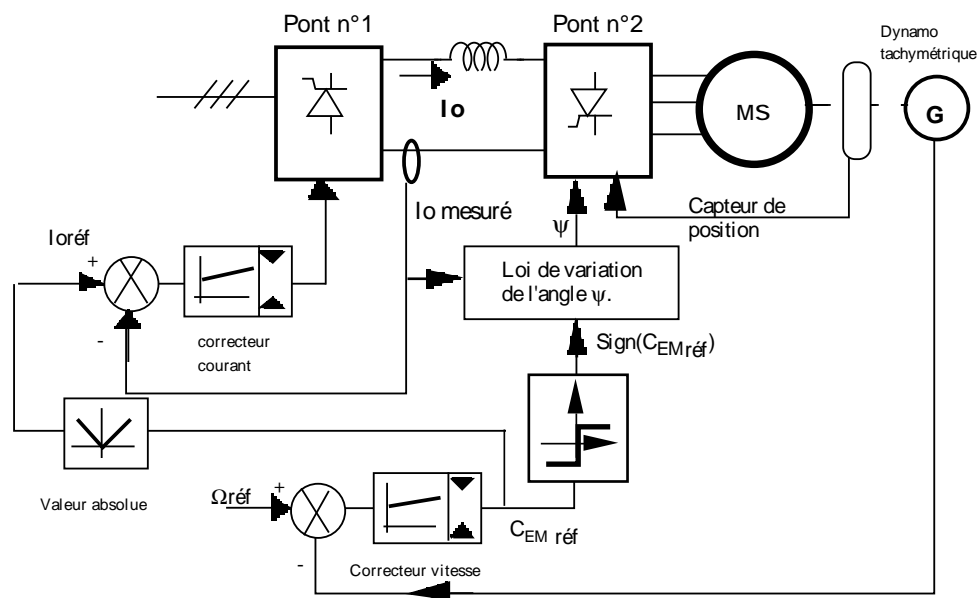 Pont n°1
Pont n°2
Dynamo
tachymétrique
Io
MS
G
Io mesuré
Capteur de
position
ψ
Ioréf
+
-
Loi de variation
de l'angle ψ.
correcteur
courant
Sign(CEMréf)
Valeur absolue
Ωréf
+
-
CEM réf
Correcteur vitesse